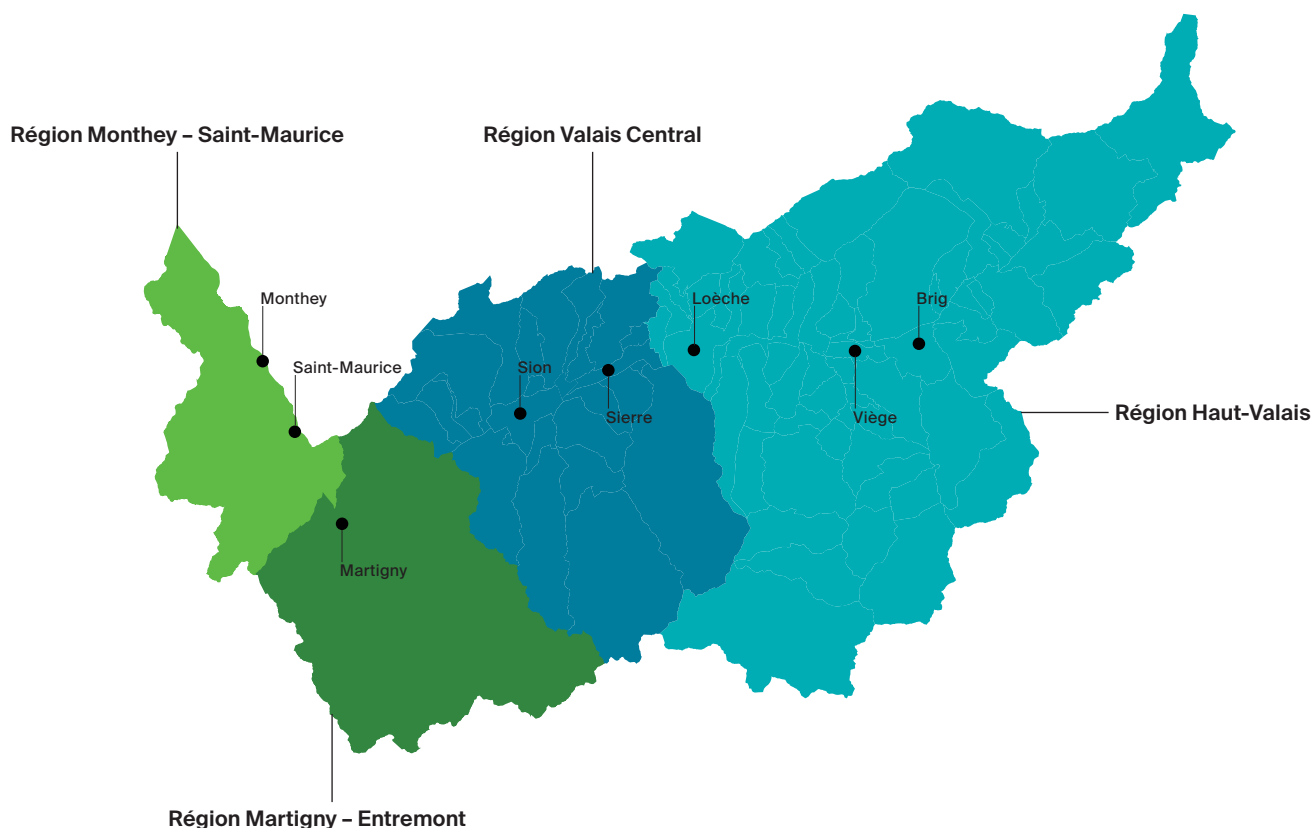 Région Monthey – Saint-Maurice
Région Valais Central
Monthey
Loèche
Brig
Saint-Maurice
Sion
Sierre
Viège
Région Haut-Valais
Martigny
Région Martigny – Entremont